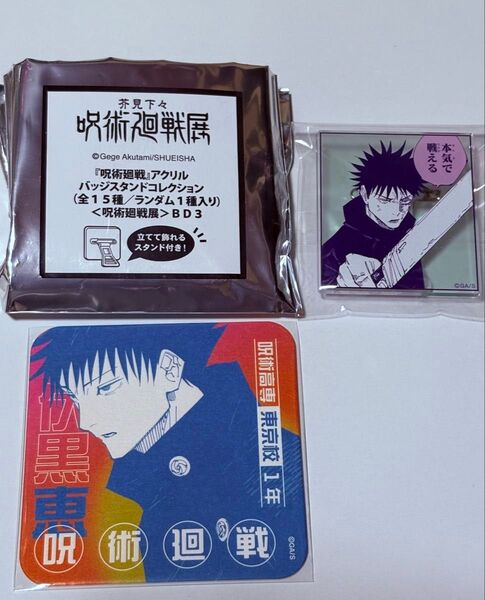 芥見下々
呪術廻戦展
©Gege Akutami/SHUEISHA
『呪術廻戦』アクリル
バッジスタンドコレクション
(全15種/ランダム1種入り)
<呪術廻戦展>BD3
立てて飾れる
スタンド付き!
本気で
戦える
©GA/S
呪術高専 東京校 1年
伏黒恵
呪術廻戦
©GA/S